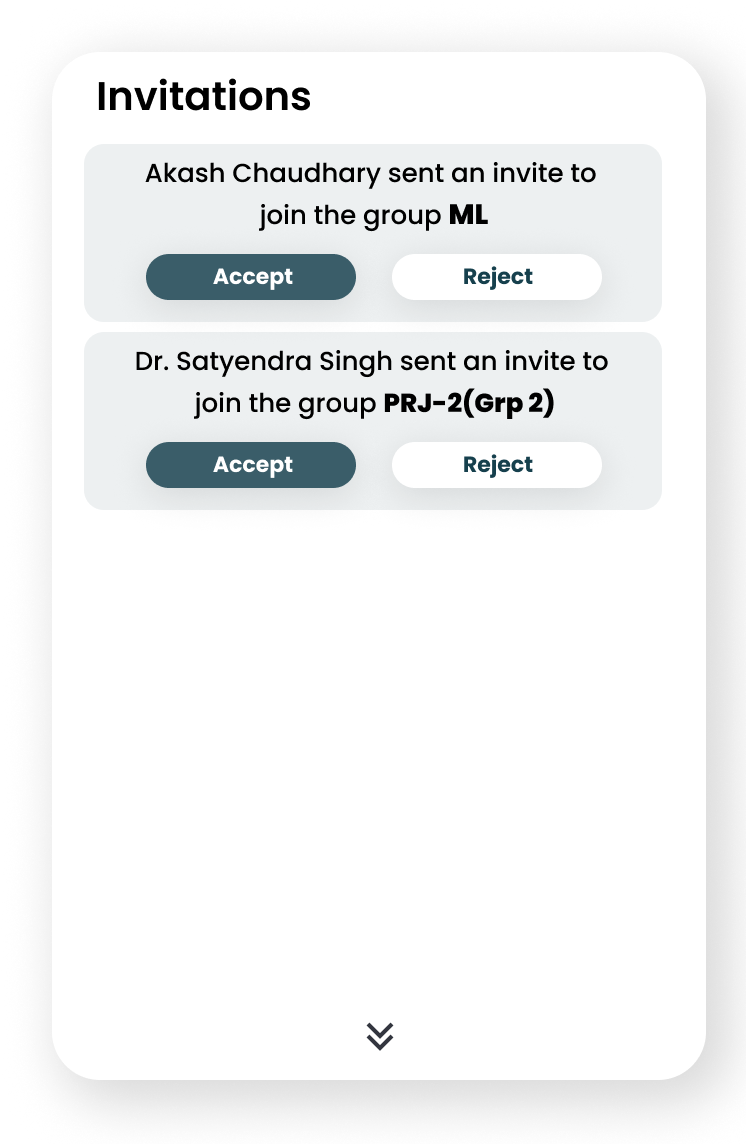 Invitations
Akash Chaudhary sent an invite to
join the group ML
Accept Reject
Dr. Satyendra Singh sent an invite to
join the group PRJ-2(Grp 2)
Accept Reject